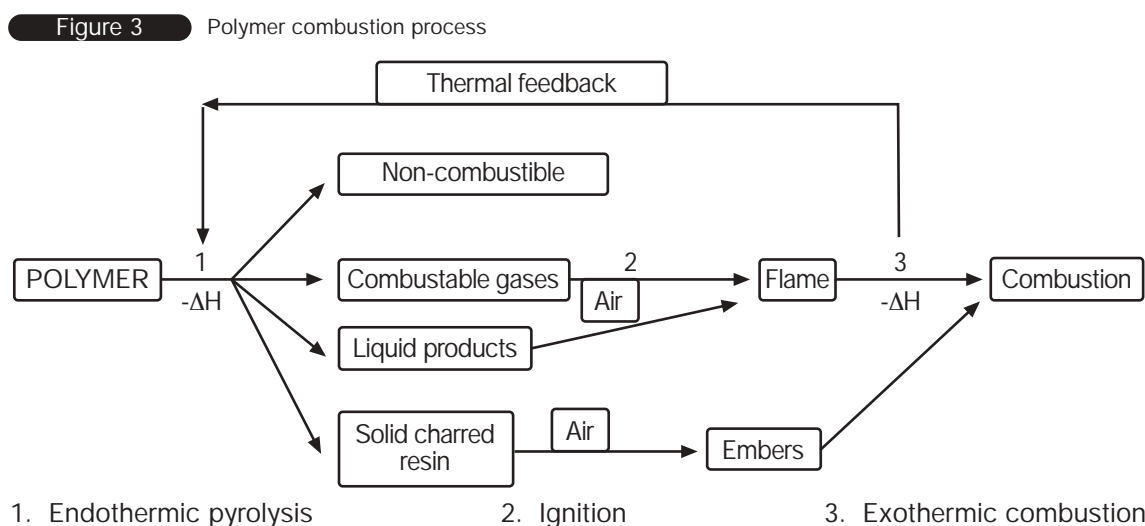 Figure 3 Polymer combustion process
Thermal feedback
Non-combustible
POLYMER
1
-ΔH
Combustable gases
2
Air
Flame
3
-ΔH
Combustion
Liquid products
Solid charred
resin
Air
Embers
1. Endothermic pyrolysis 2. Ignition 3. Exothermic combustion